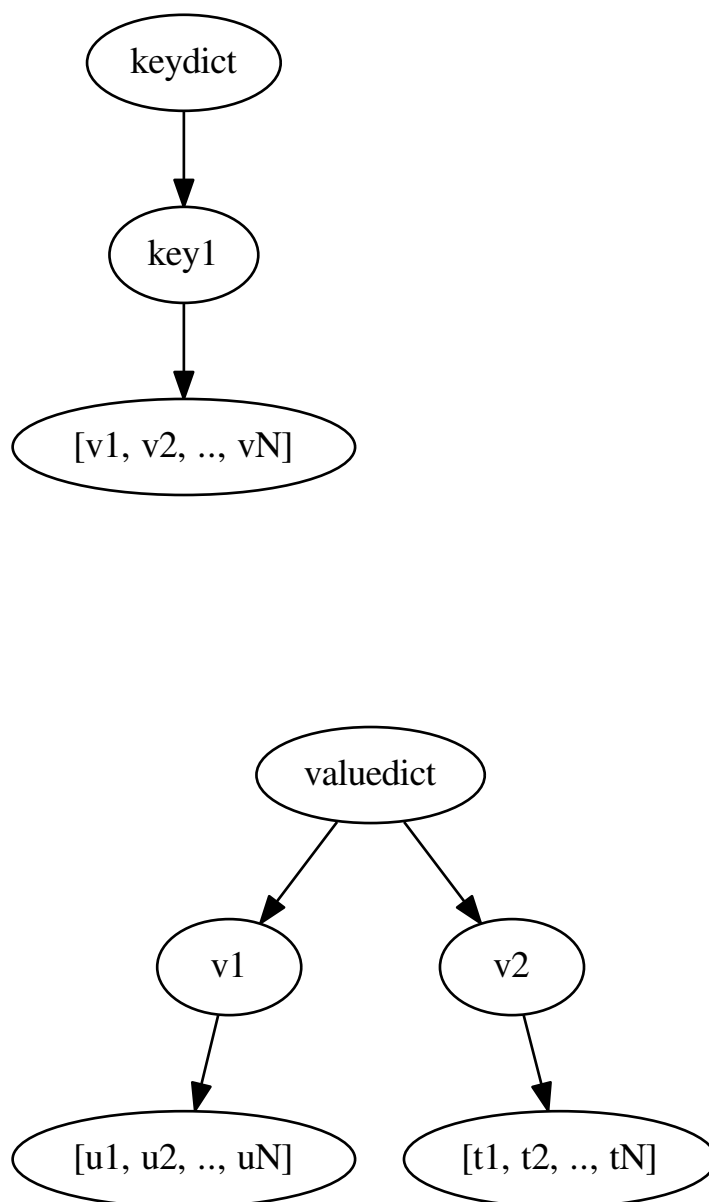 keydict
key1
[v1, v2, .., vN]
valuedict
v1
v2
[u1, u2, .., uN]
[t1, t2, .., tN]